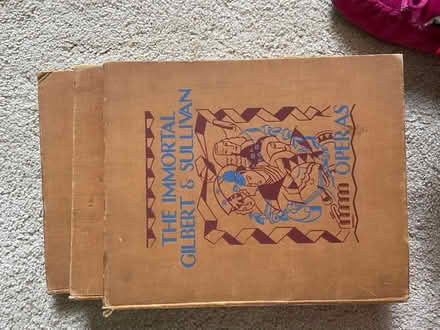 THE IMMORTAL
GILBERT & SULLIVAN
OPERAS